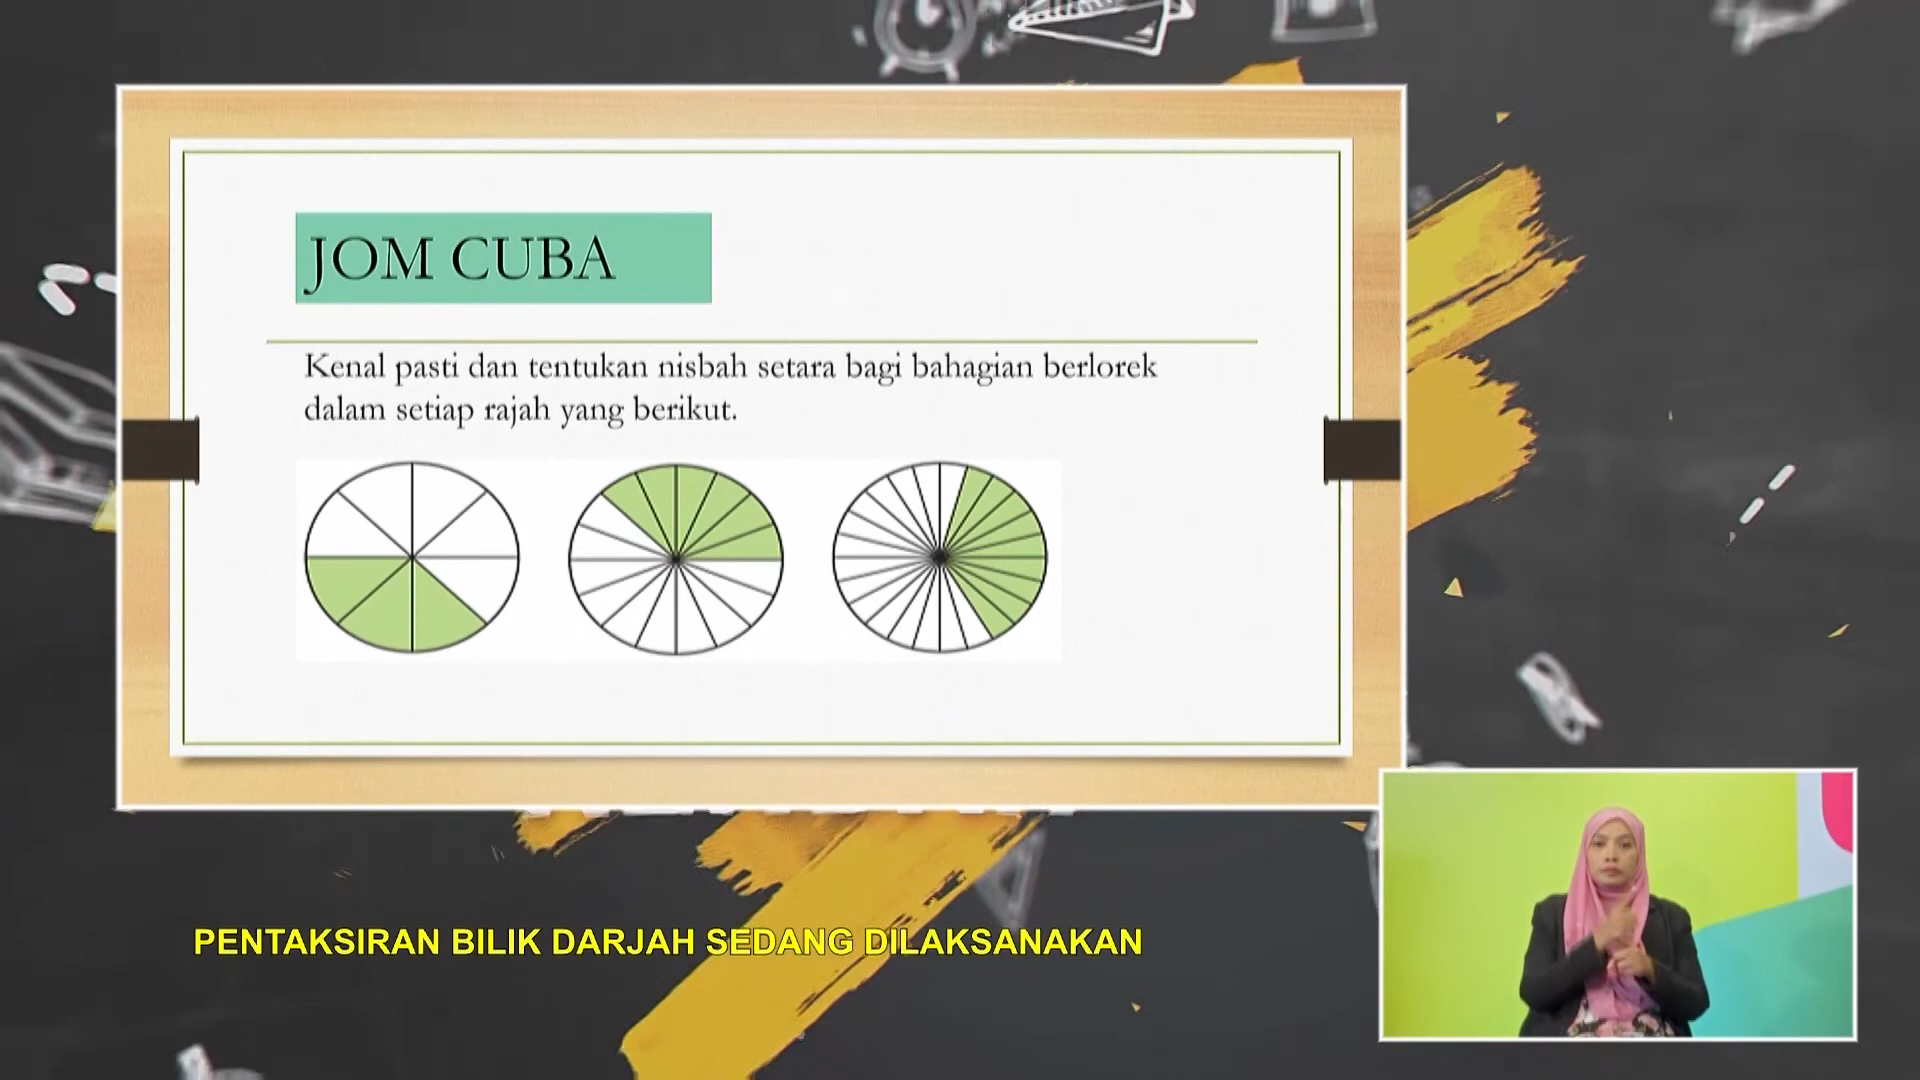 JOM CUBA
Kenal pasti dan tentukan nisbah setara bagi bahagian berlorek
dalam setiap rajah yang berikut.
PENTAKSIRAN BILIK DARJAH SEDANG DILAKSANAKAN